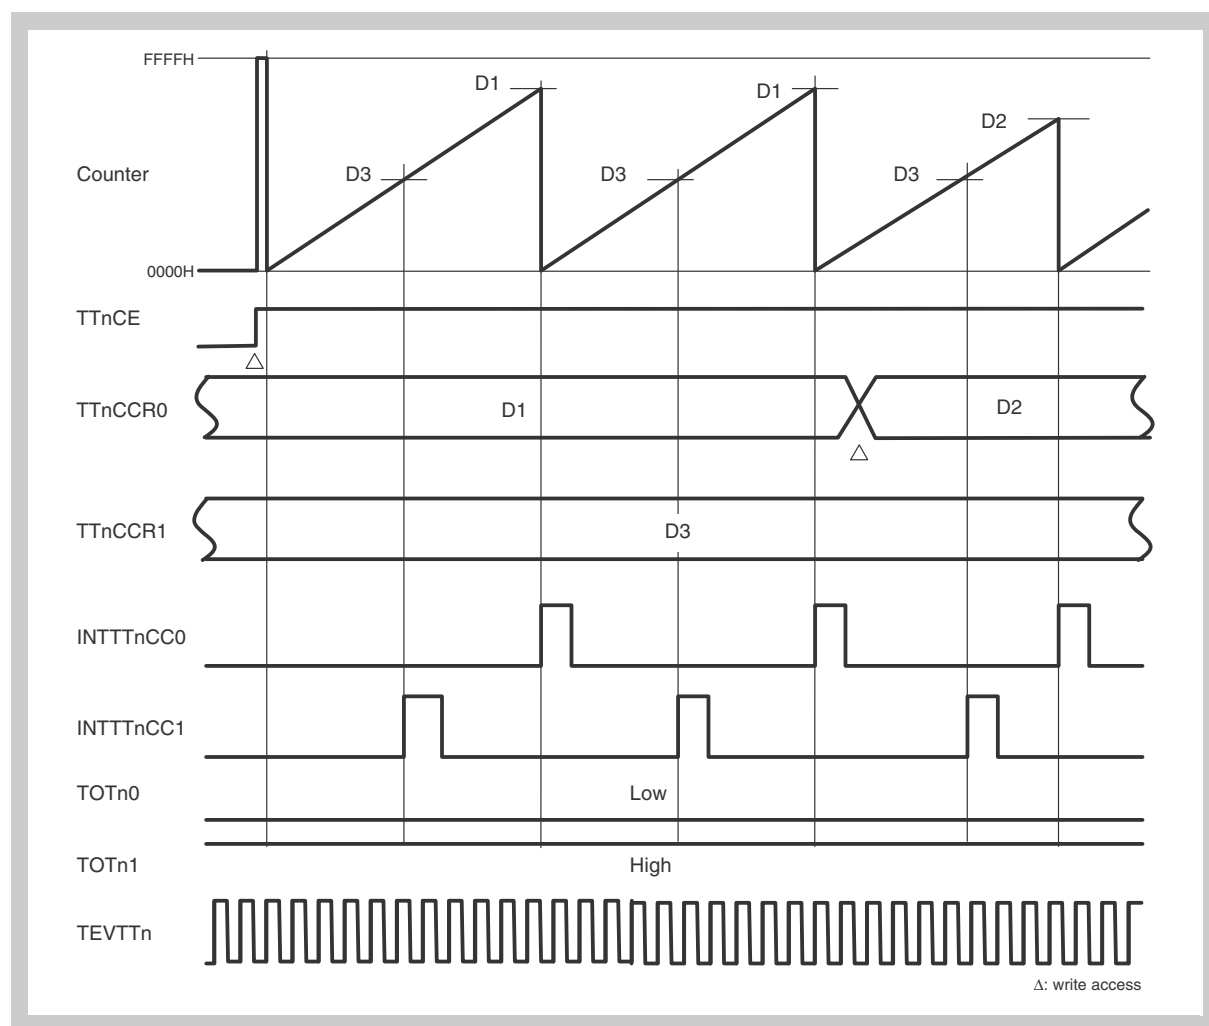 FFFFH
D1
D1
D2
Counter
D3
D3
D3
0000H
TTnCE
Δ
TTnCCR0
D1
D2
Δ
TTnCCR1
D3
INTTTnCC0
INTTTnCC1
TOTn0
Low
TOTn1
High
TEVTTn
Δ: write access